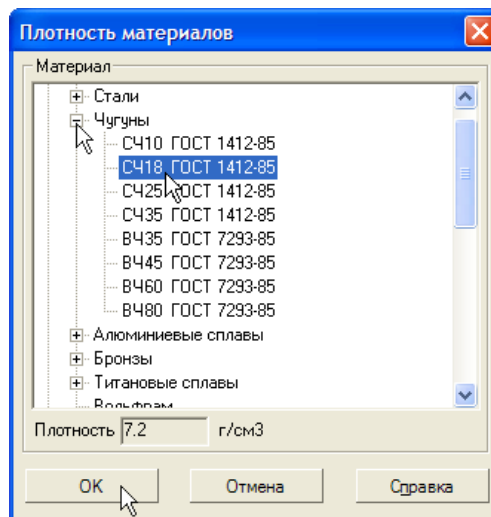 Плотность материалов
Материал
Стали
Чугуны
СЧ10 ГОСТ 1412-85
СЧ18 ГОСТ 1412-85
СЧ25 ГОСТ 1412-85
СЧ35 ГОСТ 1412-85
ВЧ35 ГОСТ 7293-85
ВЧ45 ГОСТ 7293-85
ВЧ60 ГОСТ 7293-85
ВЧ80 ГОСТ 7293-85
Алюминиевые сплавы
Бронзы
Титановые сплавы
Вольфрам
Плотность 7.2 г/см3
OK Отмена Справка